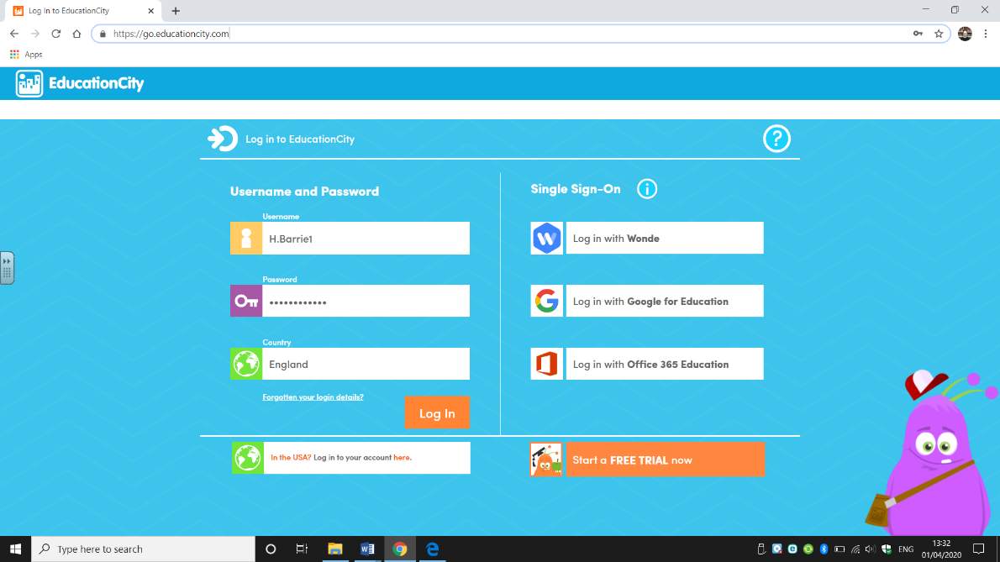 Log In to EducationCity
https://go.educationcity.com
Apps
EducationCity
Log in to EducationCity
?
Username and Password
Username
H.Barrie1
Password
••••••••••••
Country
England
Forgotten your login details?
Log In
Single Sign-On
i
Log in with Wonde
Log in with Google for Education
Log in with Office 365 Education
In the USA? Log in to your account here.
Start a FREE TRIAL now
Type here to search
ENG
13:32
01/04/2020